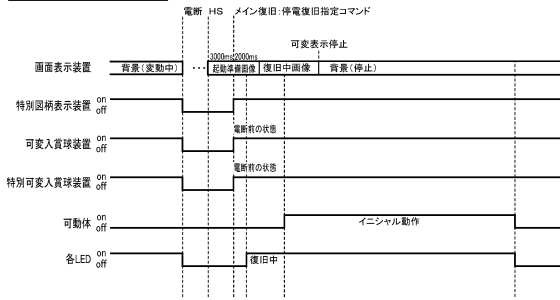 電断 HS メイン復旧：停電復旧指定コマンド
可変表示停止
3000ms 2000ms
画面表示装置 背景(変動中) ･･･ 起動準備画像 復旧中画像 背景(停止)
特別図柄表示装置 on
off
電断前の状態
可変入賞球装置 on
off
電断前の状態
特別可変入賞球装置 on
off
可動体 on
off
イニシャル動作
各LED on
off
復旧中